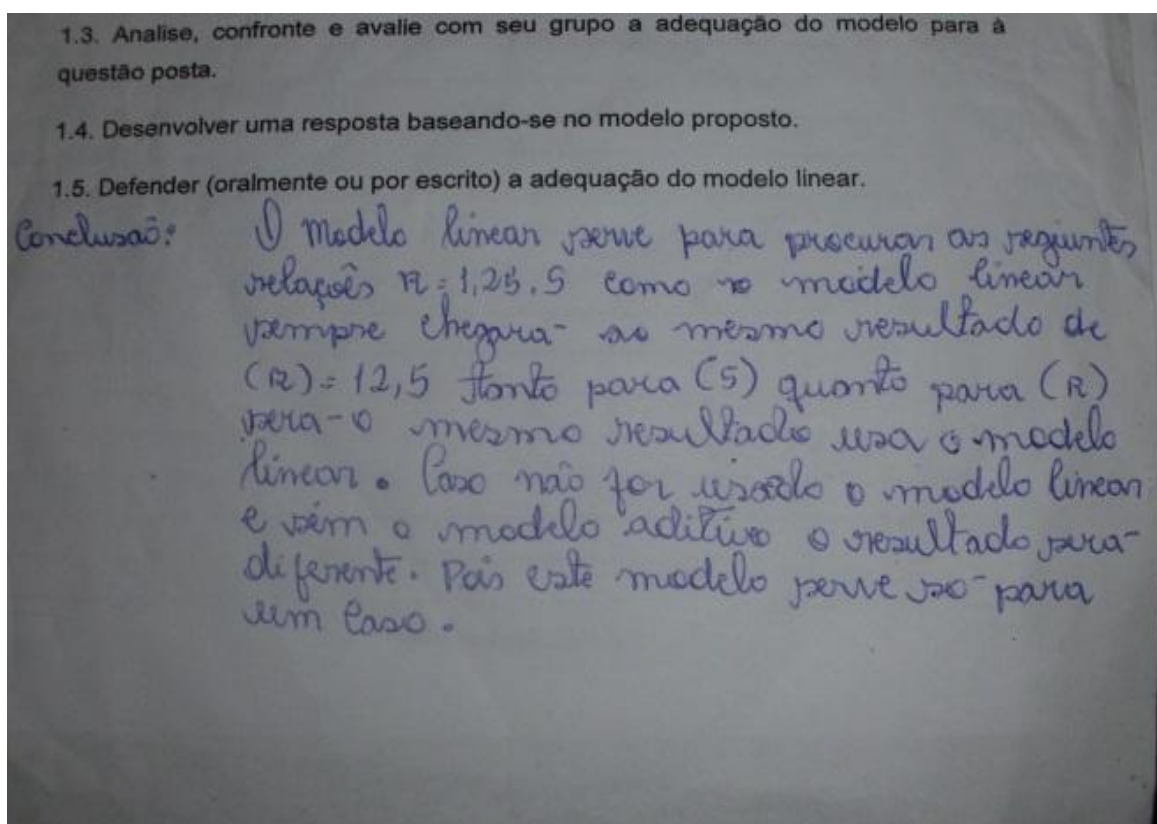 1.3. Analise, confronte e avalie com seu grupo a adequação do modelo para à
questão posta.
1.4. Desenvolver uma resposta baseando-se no modelo proposto.
1.5. Defender (oralmente ou por escrito) a adequação do modelo linear.
Conclusaõ: O Modelo linear serve para procurar as seguintes
relaçoês R = 1,25.S como o modelo linear
sempre chegara- ao mesmo resultado de
(R) = 12,5 tanto para (S) quanto para (R)
sera-o mesmo resultado usa o modelo
linear. Caso não for usado o modelo linear
e sim o modelo aditivo o resultado sera-
diferente. Pois este modelo serve so- para
um caso.